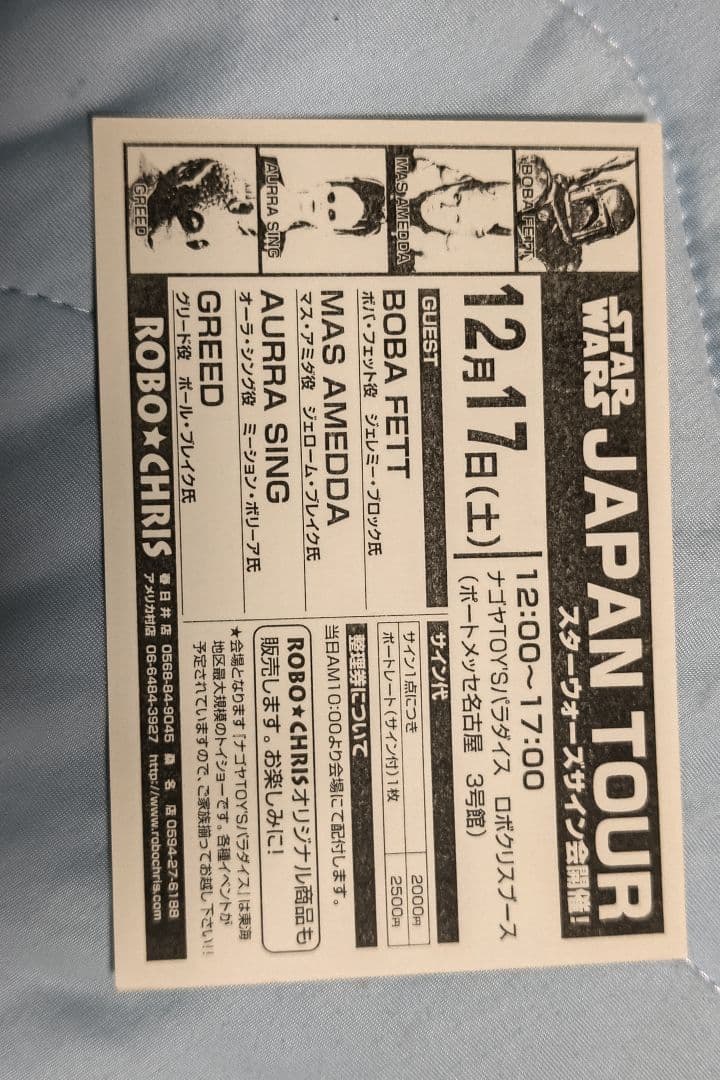 STAR WARS JAPAN TOUR
スターウォーズサイン会開催!
BOBA FETT
MAS AMEDDA
AURRA SING
GREED
12月17日(土)
12:00〜17:00
ナゴヤTOY'Sパラダイス ロボクリスブース
(ポートメッセ名古屋 3号館)
GUEST
BOBA FETT
ボバ・フェット役 ジェレミー・ブロック氏
MAS AMEDDA
マス・アミダ役 ジェローム・ブレイク氏
AURRA SING
オーラ・シング役 ミーション・ボリーア氏
GREED
グリード役 ポール・ブレイク氏
サイン代
サイン1点につき 2000円
ポートレート(サイン付)1枚 2500円
整理券について
当日AM10:00より会場にて配付します。
ROBO★CHRISオリジナル商品も
販売します。お楽しみに!
★会場となります『ナゴヤTOY'Sパラダイス』は東海
地区最大規模のトイショーです。各種イベントが
予定されていますので、ご家族揃ってお越し下さい!!
ROBO★CHRIS
春日井店 0568-84-9045 桑名店 0594-27-6188
アメリカ村店 06-6484-3927 http://www.robochris.com